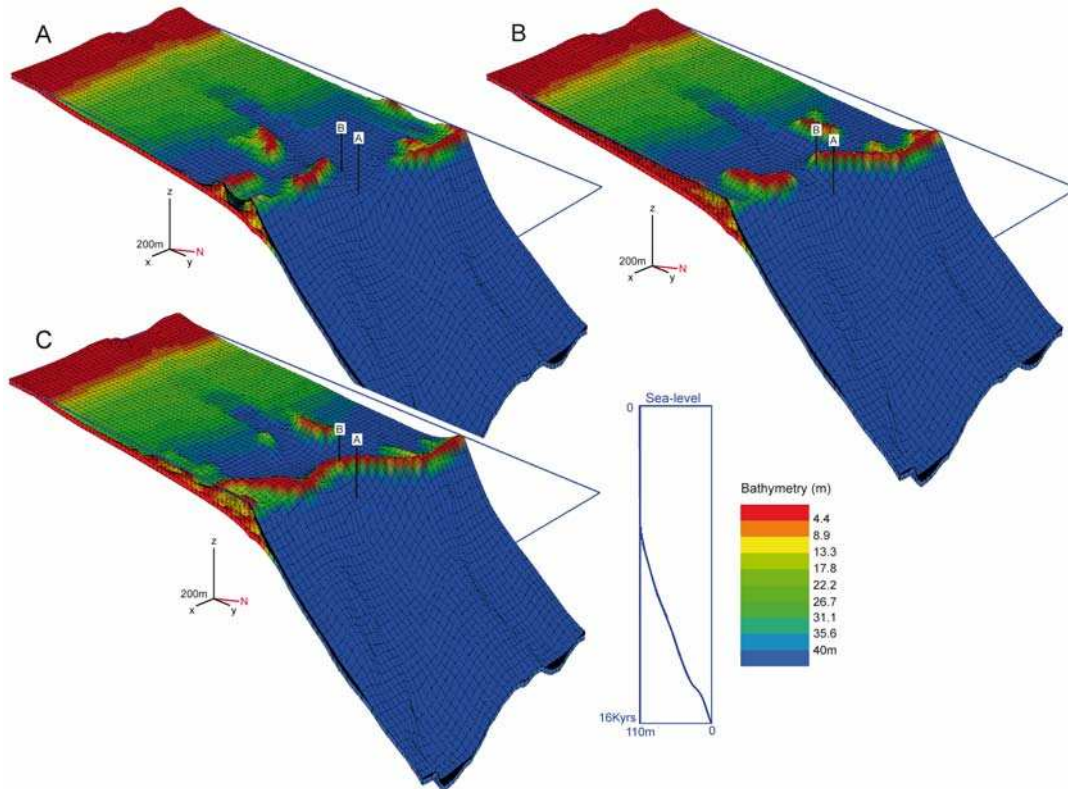 A
B
B
A
z
200m
N
x
y
B
B
A
z
200m
N
x
y
C
B
A
z
200m
N
x
y
Sea-level
0
16Kyrs
110m
0
Bathymetry (m)
4.4
8.9
13.3
17.8
22.2
26.7
31.1
35.6
40m